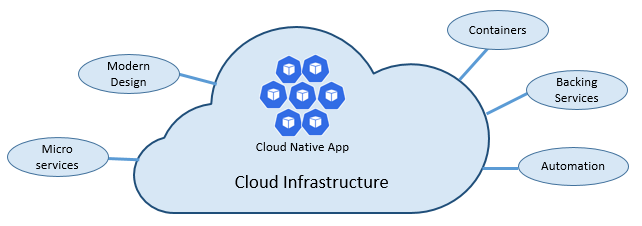 Containers
Modern
Design
Backing
Services
Cloud Native App
Micro
services
Automation
Cloud Infrastructure